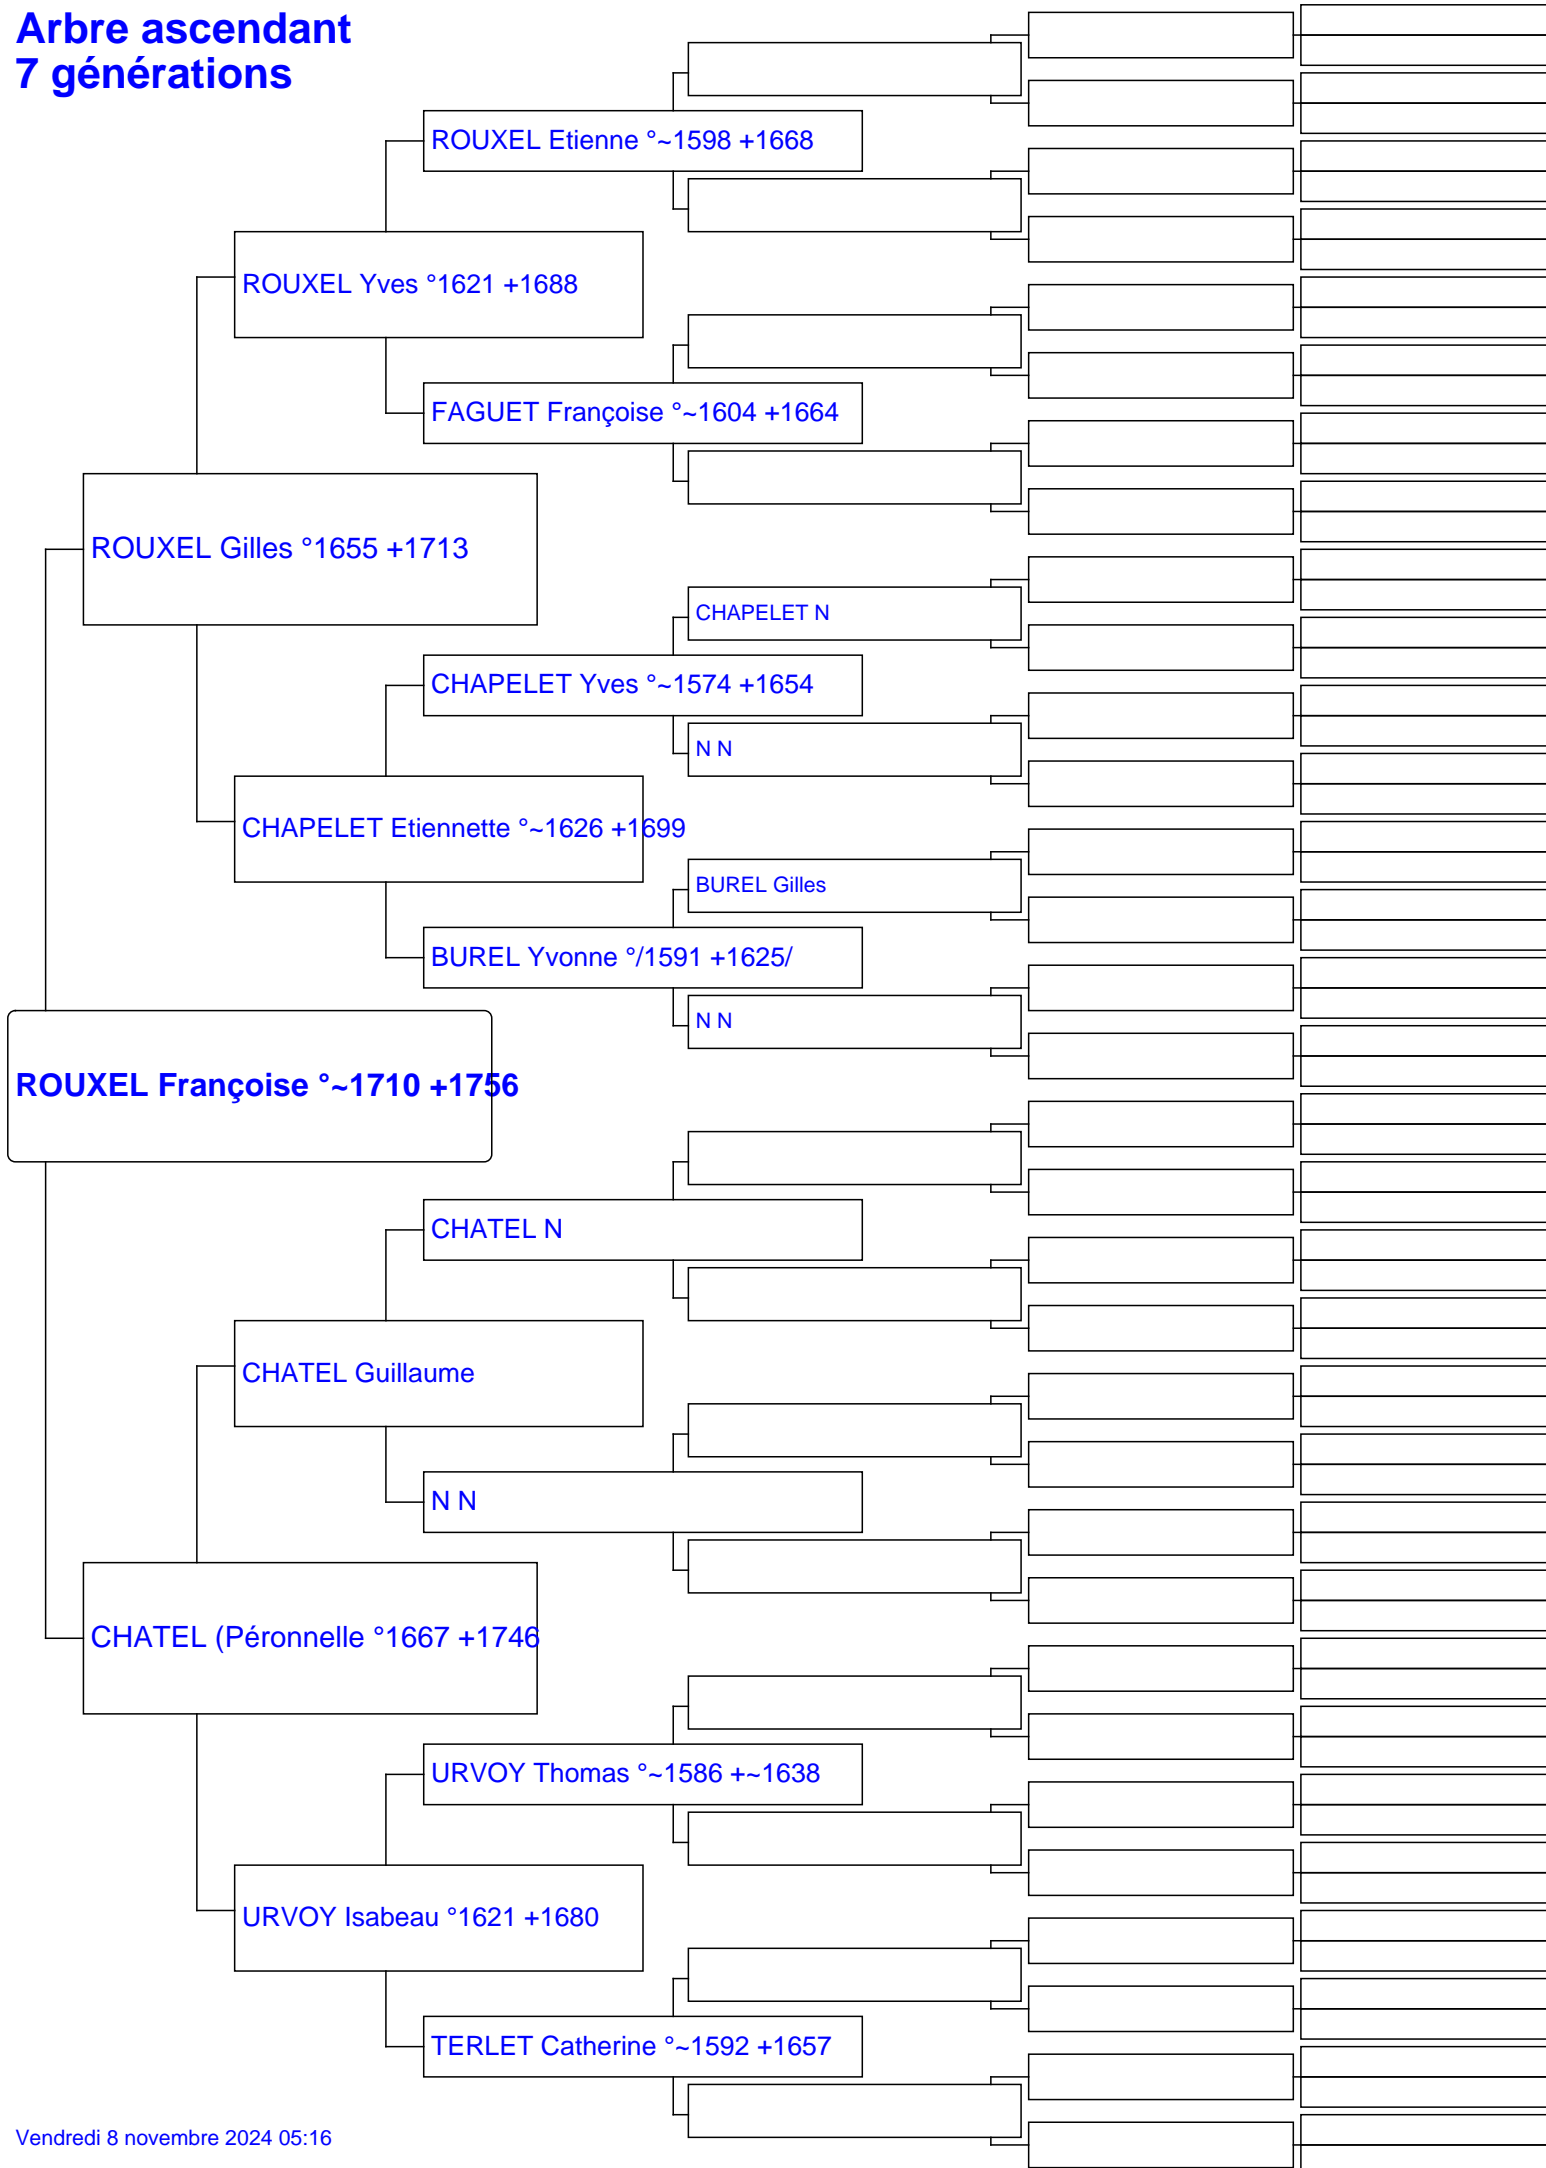 Arbre ascendant
7 générations
ROUXEL Etienne °~1598 +1668
ROUXEL Yves °1621 +1688
FAGUET Françoise °~1604 +1664
ROUXEL Gilles °1655 +1713
CHAPELET N
CHAPELET Yves °~1574 +1654
N N
CHAPELET Etiennette °~1626 +1699
BUREL Gilles
BUREL Yvonne °/1591 +1625/
N N
ROUXEL Françoise °~1710 +1756
CHATEL N
CHATEL Guillaume
N N
CHATEL (Péronnelle °1667 +1746
URVOY Thomas °~1586 +~1638
URVOY Isabeau °1621 +1680
TERLET Catherine °~1592 +1657
Vendredi 8 novembre 2024 05:16